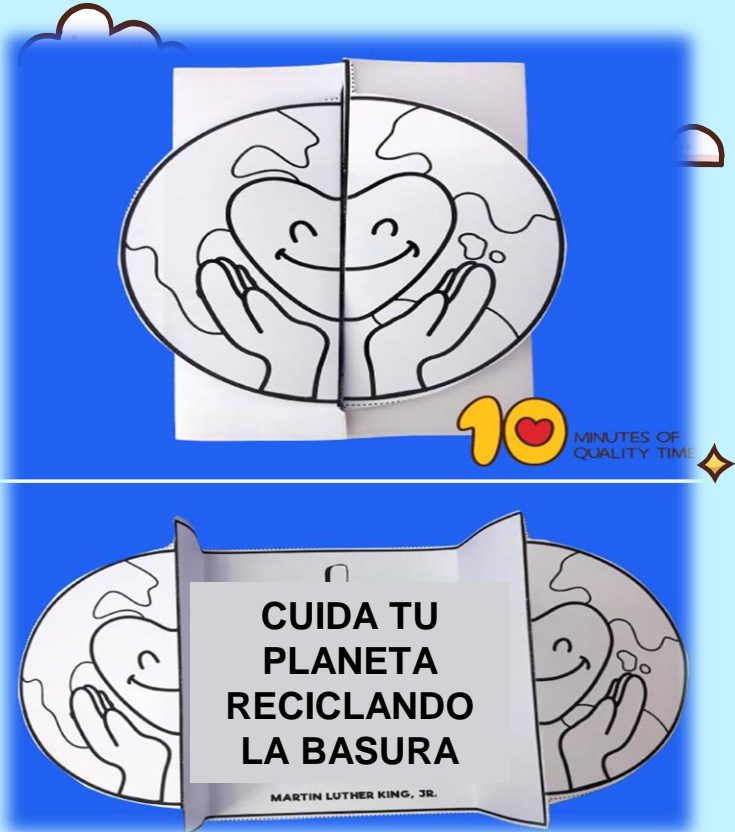 10
MINUTES OF
QUALITY TIME
CUIDA TU
PLANETA
RECICLANDO
LA BASURA
MARTIN LUTHER KING, JR.